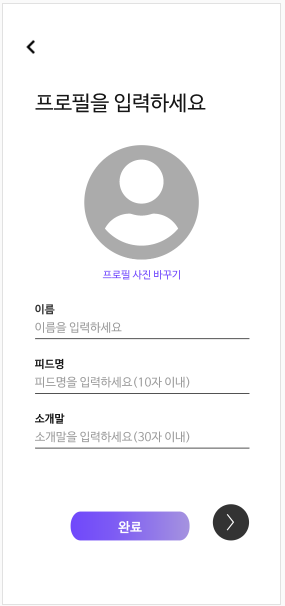 프로필을 입력하세요
프로필 사진 바꾸기
이름
이름을 입력하세요
피드명
피드명을 입력하세요(10자 이내)
소개말
소개말을 입력하세요(30자 이내)
완료